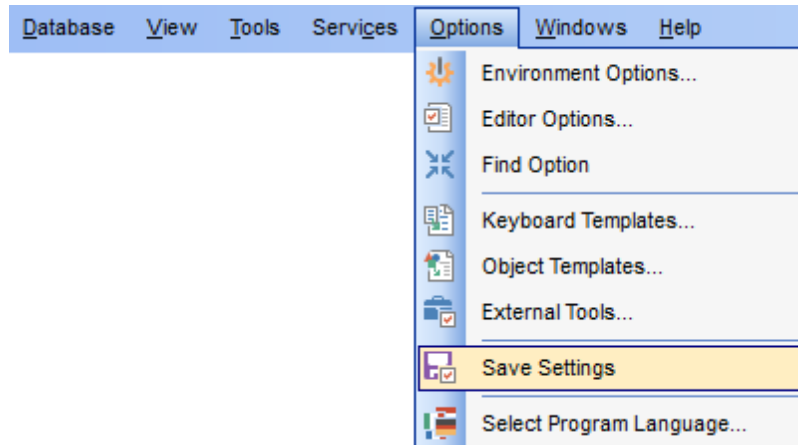 Database View Tools Services Options Windows Help
Environment Options...
Editor Options...
Find Option
Keyboard Templates...
Object Templates...
External Tools...
Save Settings
Select Program Language...